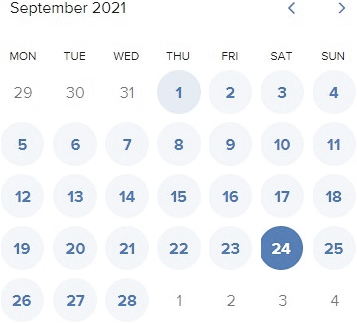 September 2021
MON TUE WED THU FRI SAT SUN
29 30 31 1 2 3 4
5 6 7 8 9 10 11
12 13 14 15 16 17 18
19 20 21 22 23 24 25
26 27 28 1 2 3 4